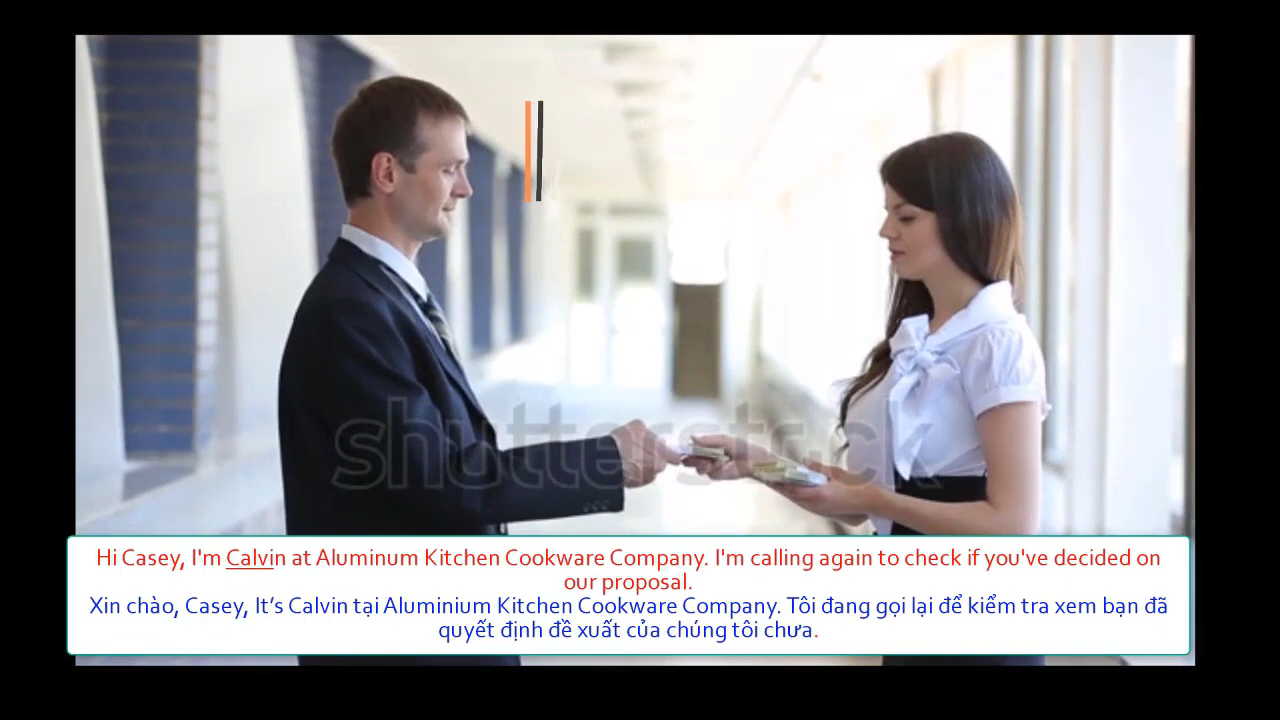 shutterstock
Hi Casey, I'm Calvin at Aluminum Kitchen Cookware Company. I'm calling again to check if you've decided on
our proposal.
Xin chào, Casey, It’s Calvin tại Aluminium Kitchen Cookware Company. Tôi đang gọi lại để kiểm tra xem bạn đã
quyết định đề xuất của chúng tôi chưa.